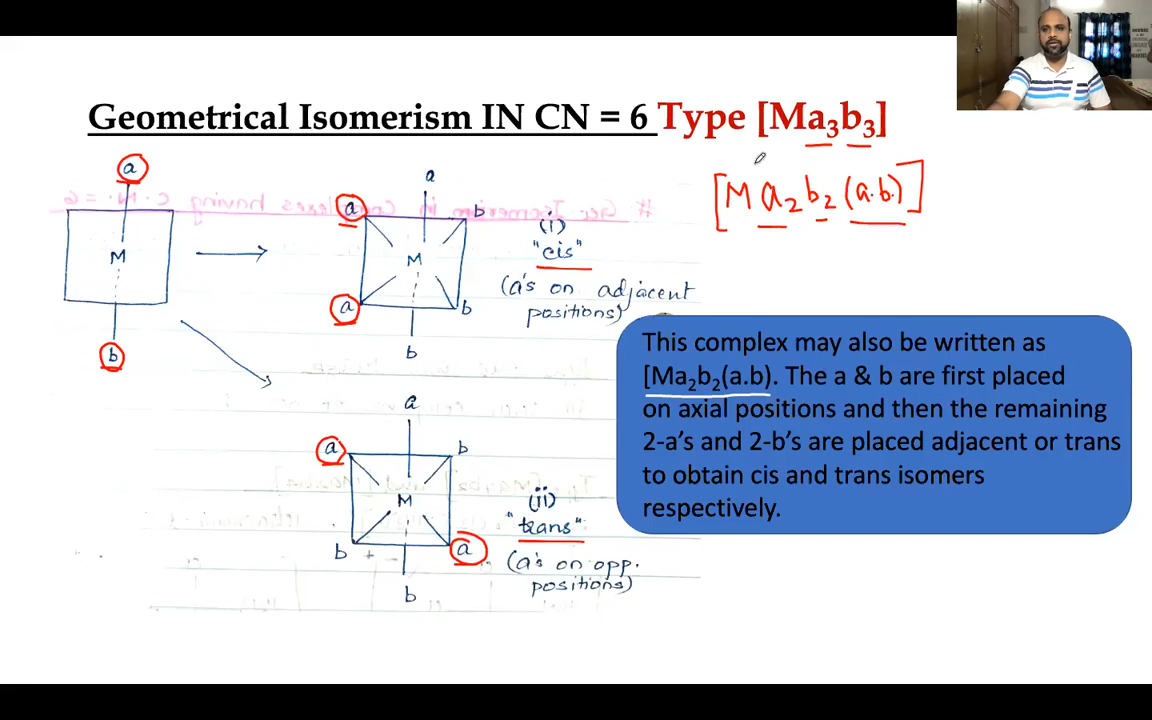 Geometrical Isomerism IN CN = 6 Type [Ma₃b₃]
[M a₂ b₂ (a.b)]
a
M
b
a
a
b
M
a
b
b
(i)
"cis"
(a's on adjacent
positions)
This complex may also be written as
[Ma₂b₂(a.b). The a & b are first placed
on axial positions and then the remaining
2-a's and 2-b's are placed adjacent or trans
to obtain cis and trans isomers
respectively.
a
a
b
M
b
a
b
(ii)
"trans":
(a's on opp.
positions)